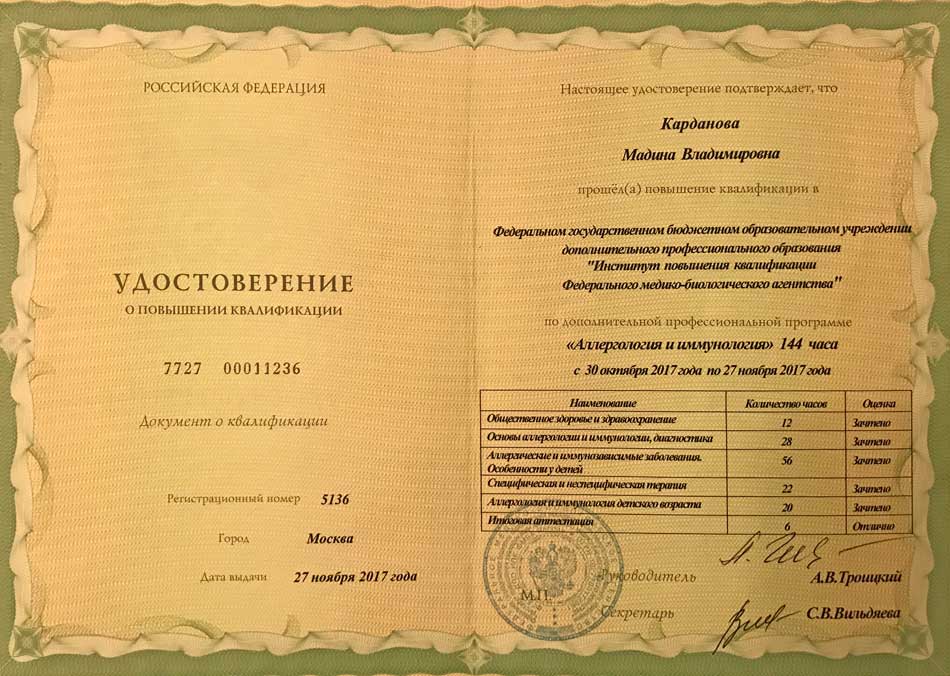 РОССИЙСКАЯ ФЕДЕРАЦИЯ
УДОСТОВЕРЕНИЕ
О ПОВЫШЕНИИ КВАЛИФИКАЦИИ
7727 00011236
Документ о квалификации
Регистрационный номер 5136
Город Москва
Дата выдачи 27 ноября 2017 года
Настоящее удостоверение подтверждает, что
Карданова
Мадина Владимировна
прошёл(а) повышение квалификации в
Федеральном государственном бюджетном образовательном учреждении
дополнительного профессионального образования
"Институт повышения квалификации
Федерального медико-биологического агентства"
по дополнительной профессиональной программе
«Аллергология и иммунология» 144 часа
с 30 октября 2017 года по 27 ноября 2017 года
Наименование Количество часов Оценка
Общественное здоровье и здравоохранение 12 Зачтено
Основы аллергологии и иммунологии, диагностика 28 Зачтено
Аллергические и иммунозависимые заболевания. 56 Зачтено
Особенности у детей
Специфическая и неспецифическая терапия 22 Зачтено
Аллергология и иммунология детского возраста 20 Зачтено
Итоговая аттестация 6 Отлично
Руководитель А.В.Троицкий
М.П.
Секретарь С.В.Вильдяева